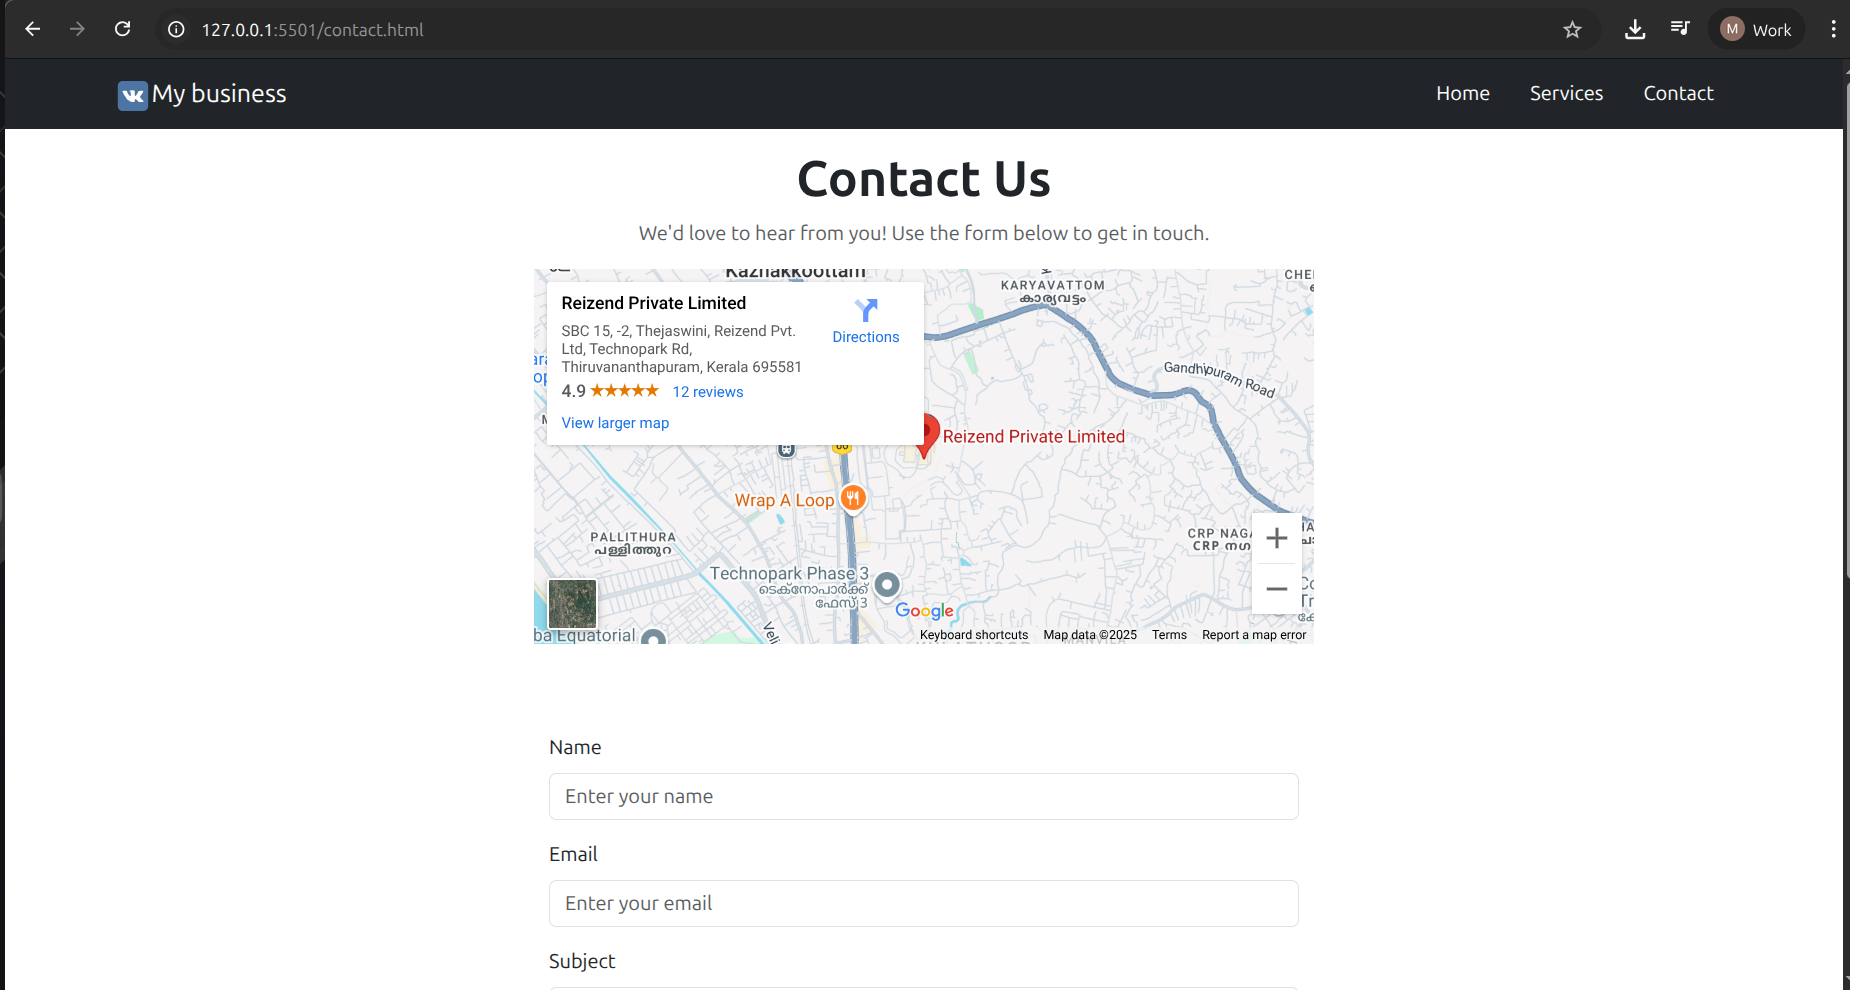 127.0.0.1:5501/contact.html
M Work
My business
Home
Services
Contact
Contact Us
We'd love to hear from you! Use the form below to get in touch.
Kazhakkoottam
KARYAVATTOM
കാര്യവട്ടം
Reizend Private Limited
SBC 15, -2, Thejaswini, Reizend Pvt.
Ltd, Technopark Rd,
Thiruvananthapuram, Kerala 695581
4.9
12 reviews
View larger map
Directions
Gandhipuram Road
Reizend Private Limited
66
Wrap A Loop
PALLITHURA
പള്ളിത്തുറ
CRP
CRP
Technopark Phase 3
ടെക്നോപാർക്ക്
ഫേസ് 3
Google
Equatorial
Keyboard shortcuts
Map data ©2025
Terms
Report a map error
Name
Enter your name
Email
Enter your email
Subject